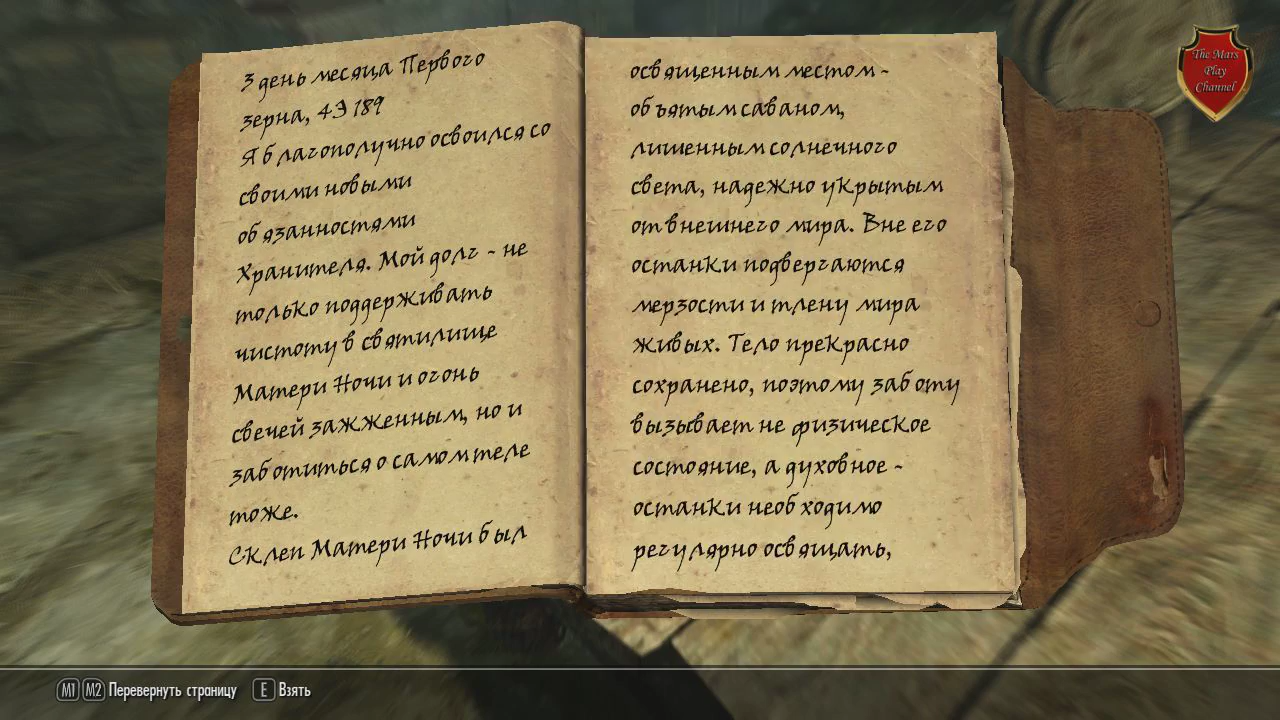 3 день месяца Первого
зерна, 4Э 189
Я благополучно освоился со
своими новыми
обязанностями
Хранителя. Мой долг - не
только поддерживать
чистоту в святилище
Матери Ночи и огонь
свечей зажженным, но и
заботиться о самом теле
тоже.
Склеп Матери Ночи был
освященным местом -
объятым саваном,
лишенным солнечного
света, надежно укрытым
от внешнего мира. Вне его
останки подвергаются
мерзости и тлену мира
живых. Тело прекрасно
сохранено, поэтому заботу
вызывает не физическое
состояние, а духовное -
останки необходимо
регулярно освящать,
The Mars
Play
Channel
M1 M2 Перевернуть страницу E Взять